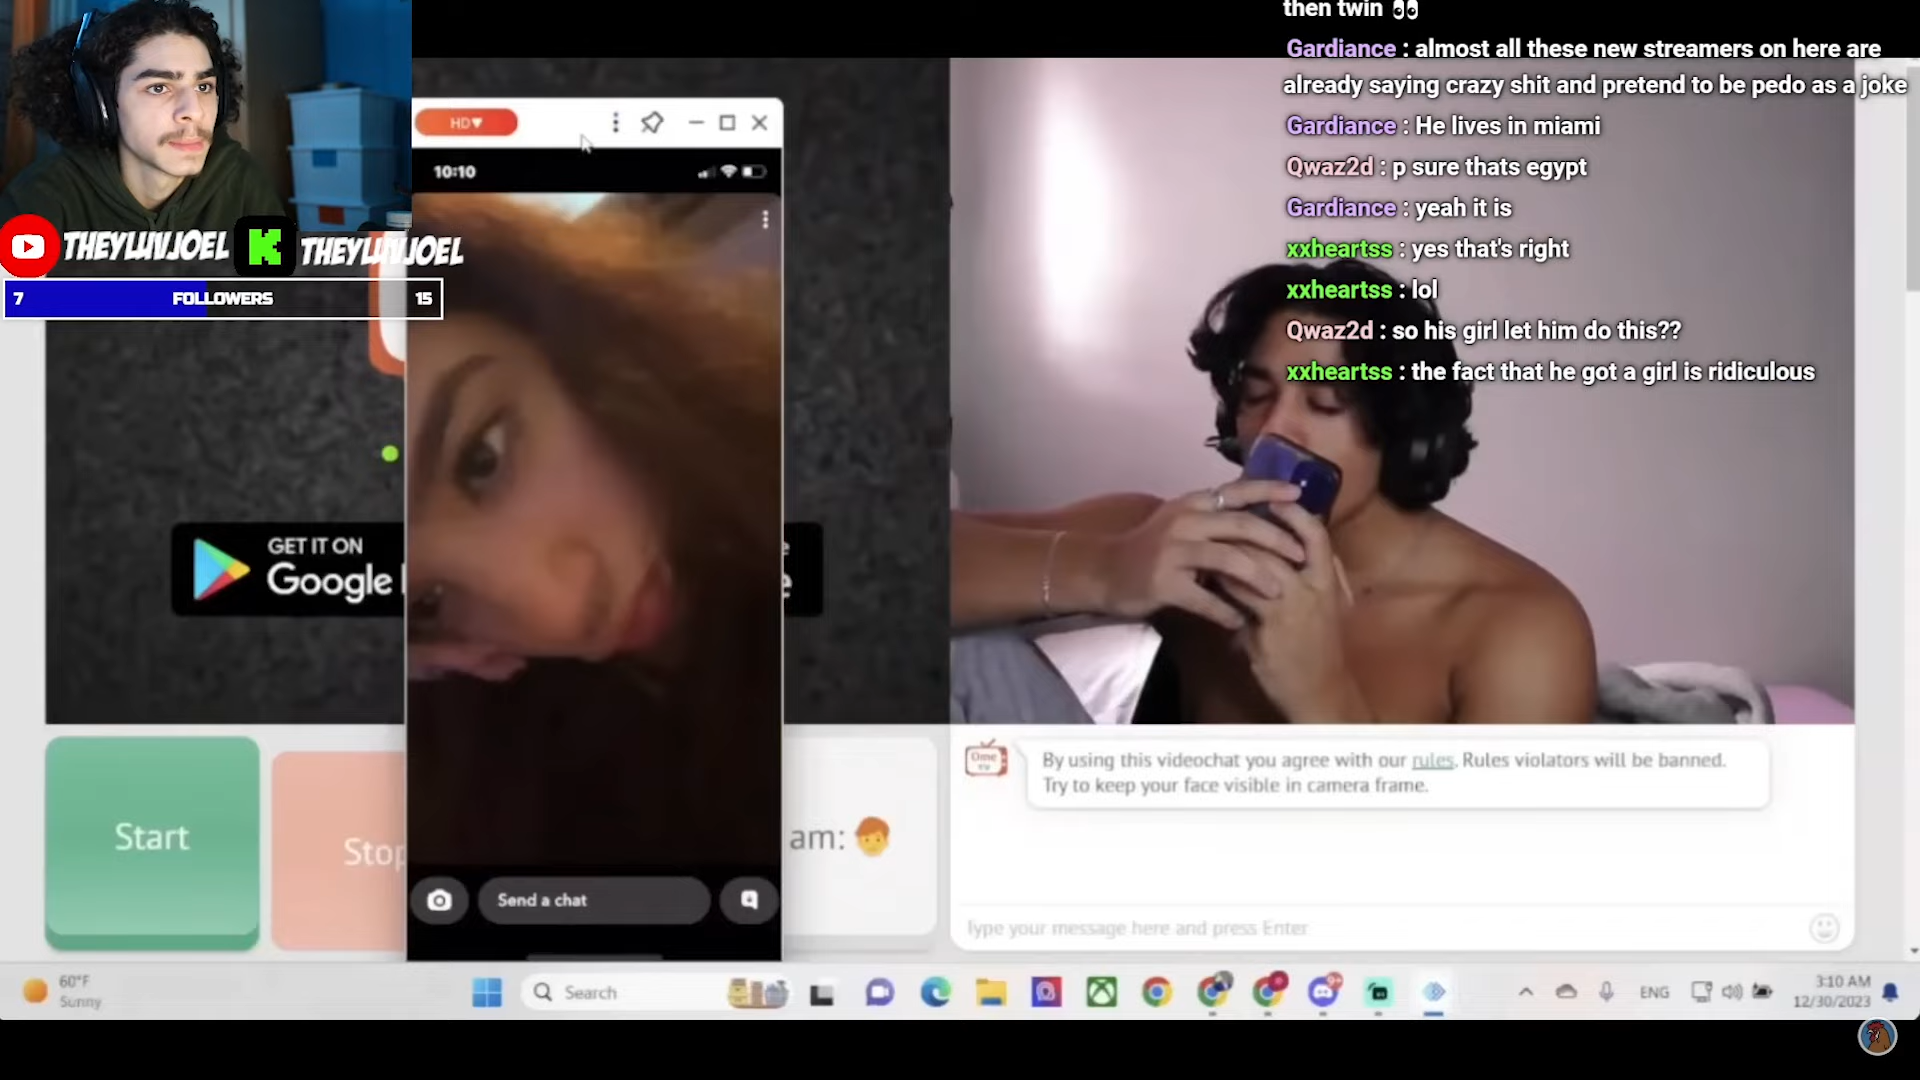 then twin
Gardiance : almost all these new streamers on here are
already saying crazy shit and pretend to be pedo as a joke
Gardiance : He lives in miami
Qwaz2d : p sure thats egypt
Gardiance : yeah it is
xxheartss : yes that's right
xxheartss : lol
Qwaz2d : so his girl let him do this??
xxheartss : the fact that he got a girl is ridiculous
THEYLUVJOEL
THEYLUVJOEL
7 FOLLOWERS 15
HD
10:10
GET IT ON
Google
Start
Stop
am:
Send a chat
Ome
TV
By using this videochat you agree with our rules. Rules violators will be banned.
Try to keep your face visible in camera frame.
Type your message here and press Enter
60°F
Sunny
Search
ENG
3:10 AM
12/30/2023